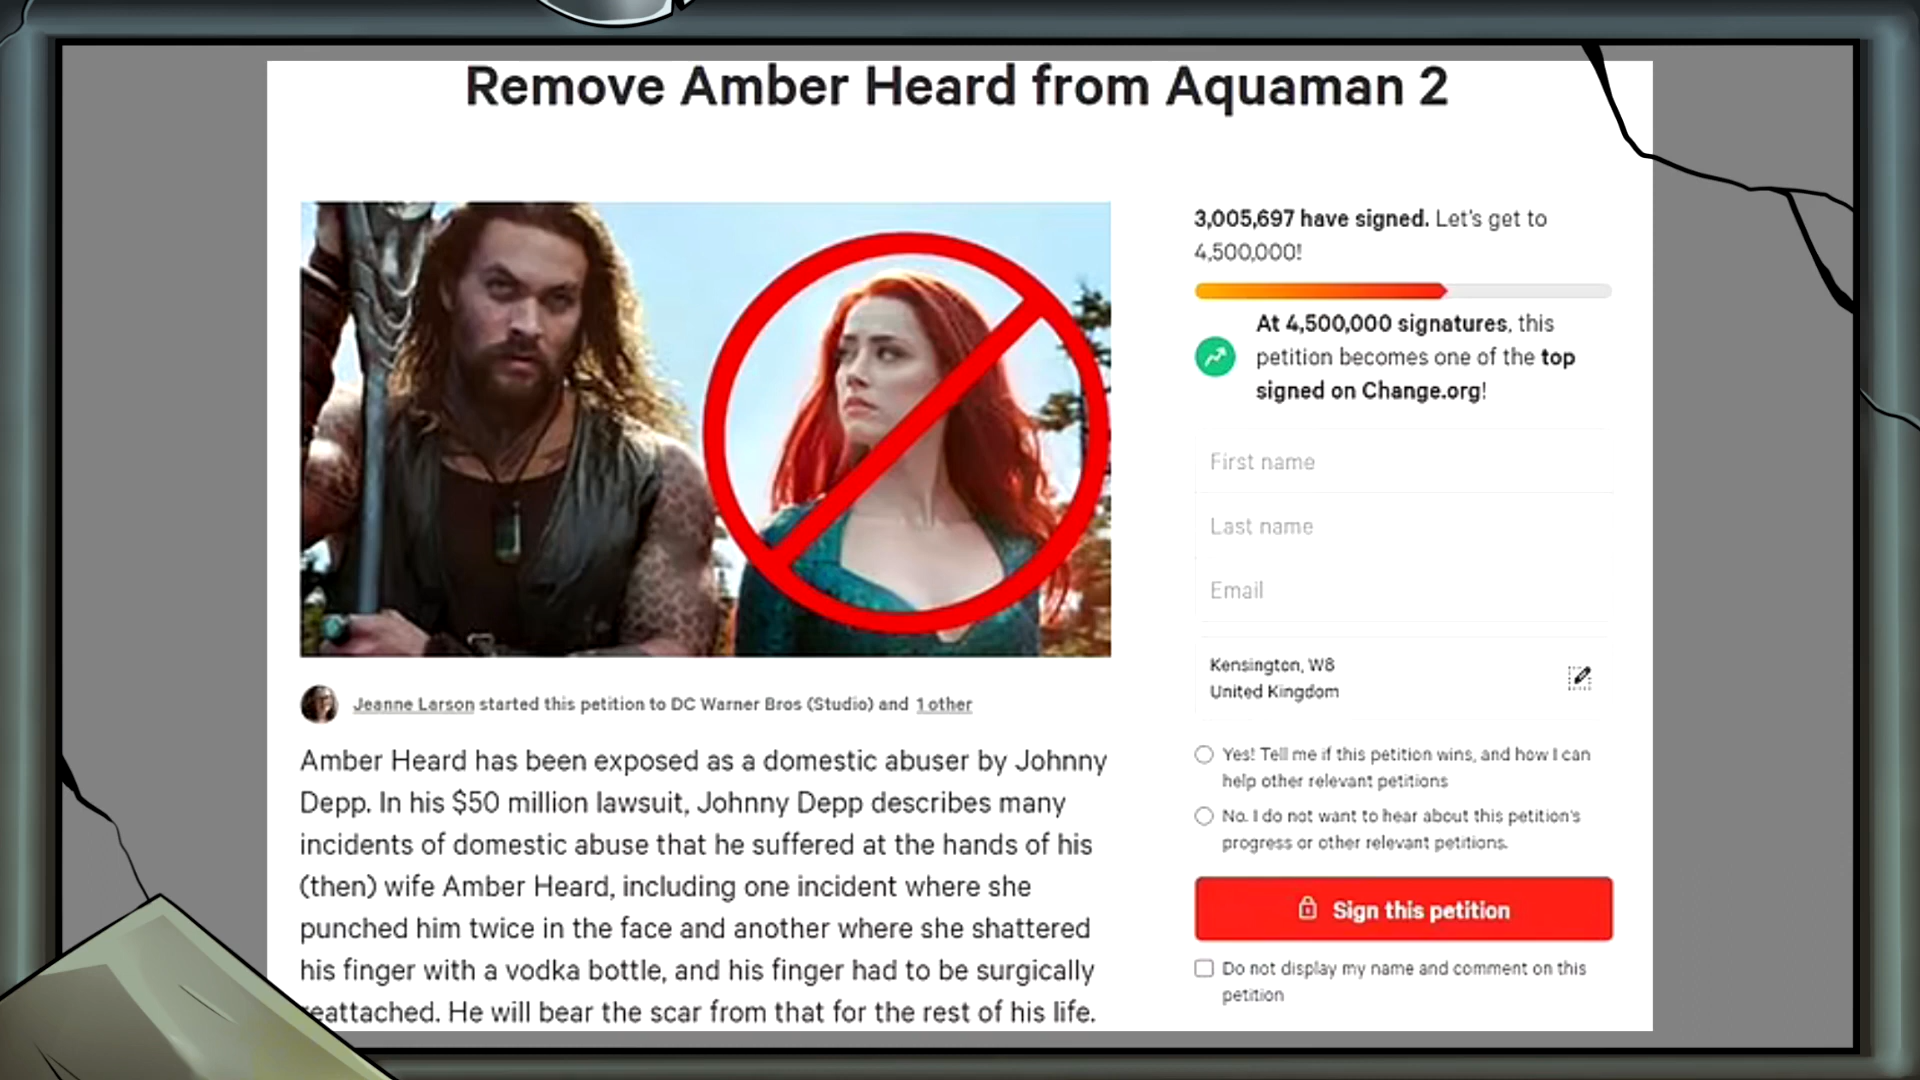 Remove Amber Heard from Aquaman 2
3,005,697 have signed. Let's get to
4,500,000!
At 4,500,000 signatures, this
petition becomes one of the top
signed on Change.org!
First name
Last name
Email
Kensington, W8
United Kingdom
Yes! Tell me if this petition wins, and how I can
help other relevant petitions
No. I do not want to hear about this petition's
progress or other relevant petitions.
Sign this petition
Do not display my name and comment on this
petition
Jeanne Larson started this petition to DC Warner Bros (Studio) and 1 other
Amber Heard has been exposed as a domestic abuser by Johnny
Depp. In his $50 million lawsuit, Johnny Depp describes many
incidents of domestic abuse that he suffered at the hands of his
(then) wife Amber Heard, including one incident where she
punched him twice in the face and another where she shattered
his finger with a vodka bottle, and his finger had to be surgically
reattached. He will bear the scar from that for the rest of his life.